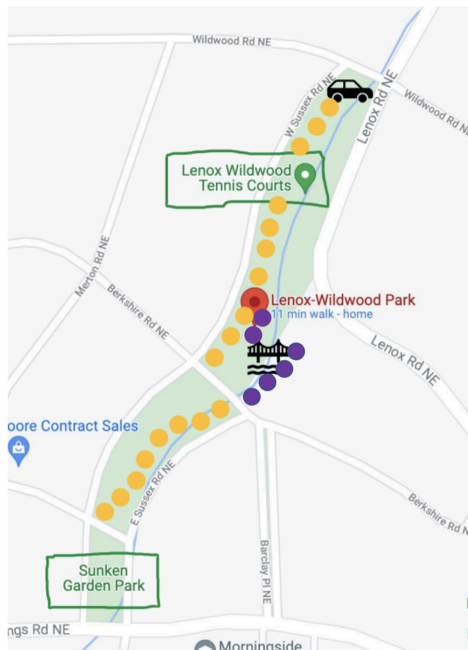 Wildwood Rd NE
W Sussex Rd NE
Wildwood Rd N
Lenox Rd NE
Lenox Wildwood
Tennis Courts
Merton Rd NE
Lenox-Wildwood Park
11 min walk - home
Berkshire Rd NE
Lenox Rd NE
oore Contract Sales
E Sussex Rd NE
Berkshire Rd NE
Barclay Pl NE
Sunken
Garden Park
ngs Rd NE
Morningside